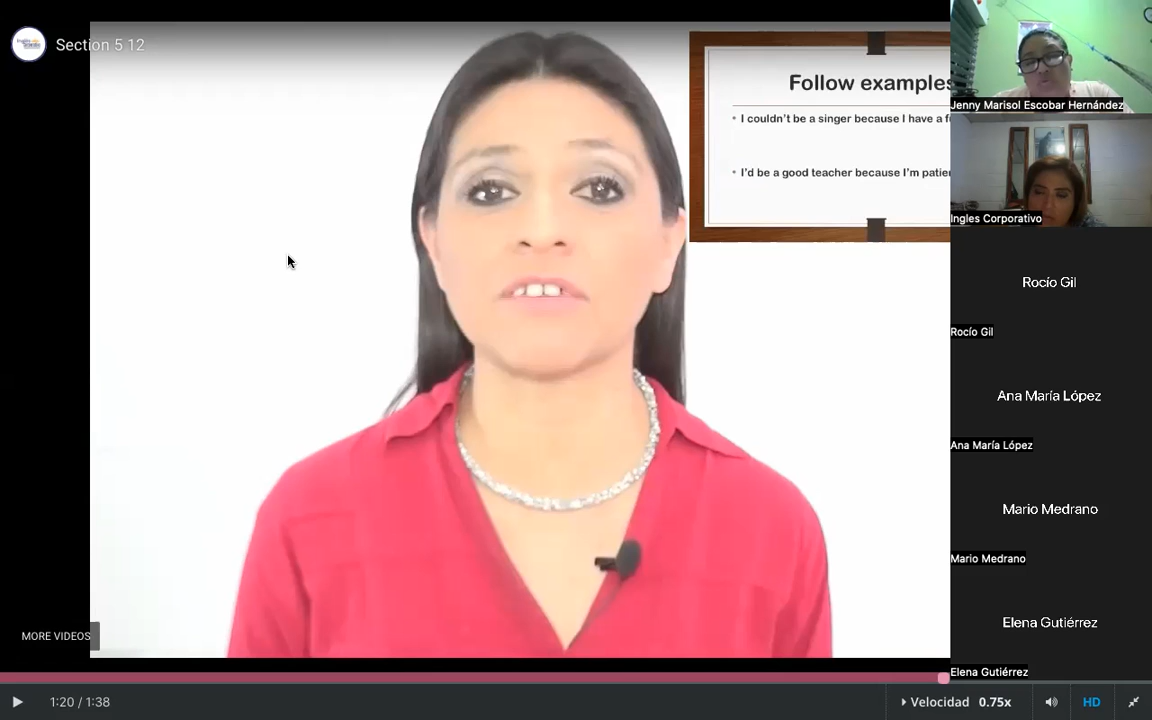 Section 5 12
Follow examples
• I couldn't be a singer because I have a
• I'd be a good teacher because I'm
Jenny Marisol Escobar Hernández
Ingles Corporativo
Rocío Gil
Rocío Gil
Ana María López
Ana María López
Mario Medrano
Mario Medrano
Elena Gutiérrez
Elena Gutiérrez
MORE VIDEOS
1:20 / 1:38
Velocidad 0.75x
HD